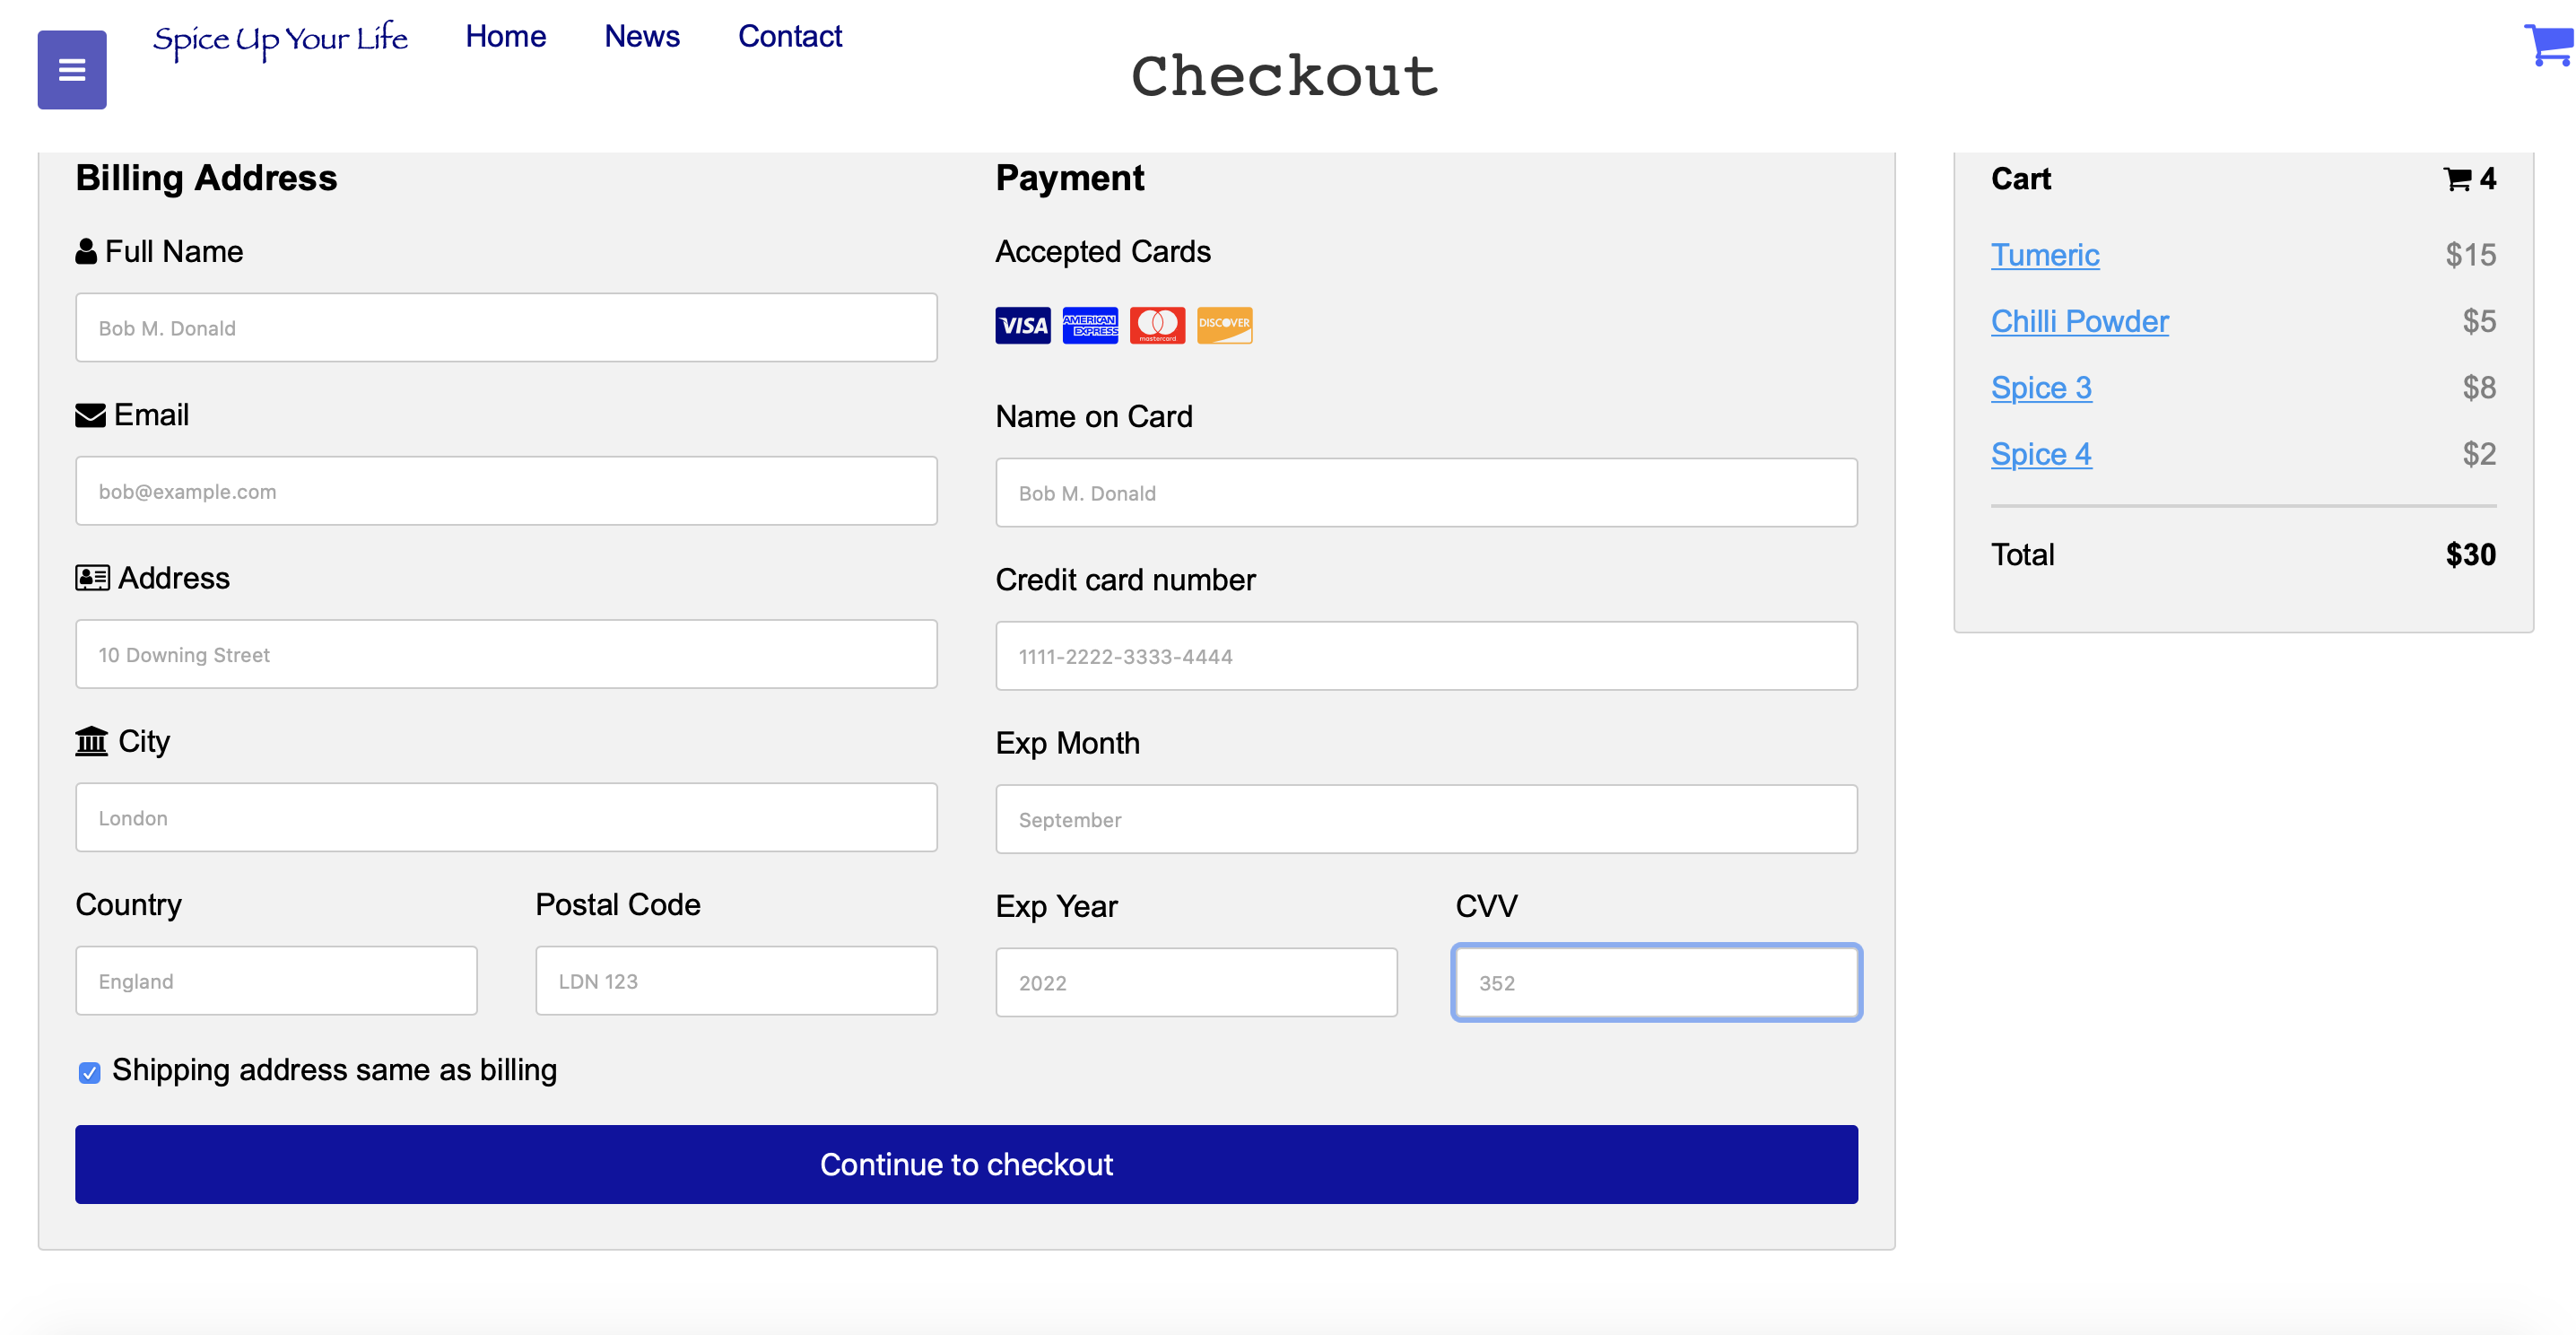 Spice Up Your Life Home News Contact
Checkout
Billing Address
Full Name
Bob M. Donald
Email
bob@example.com
Address
10 Downing Street
City
London
Country Postal Code
England LDN 123
Shipping address same as billing
Payment
Accepted Cards
VISA AMERICAN EXPRESS mastercard DISCOVER
Name on Card
Bob M. Donald
Credit card number
1111-2222-3333-4444
Exp Month
September
Exp Year CVV
2022 352
Continue to checkout
Cart 4
Tumeric $15
Chilli Powder $5
Spice 3 $8
Spice 4 $2
Total $30